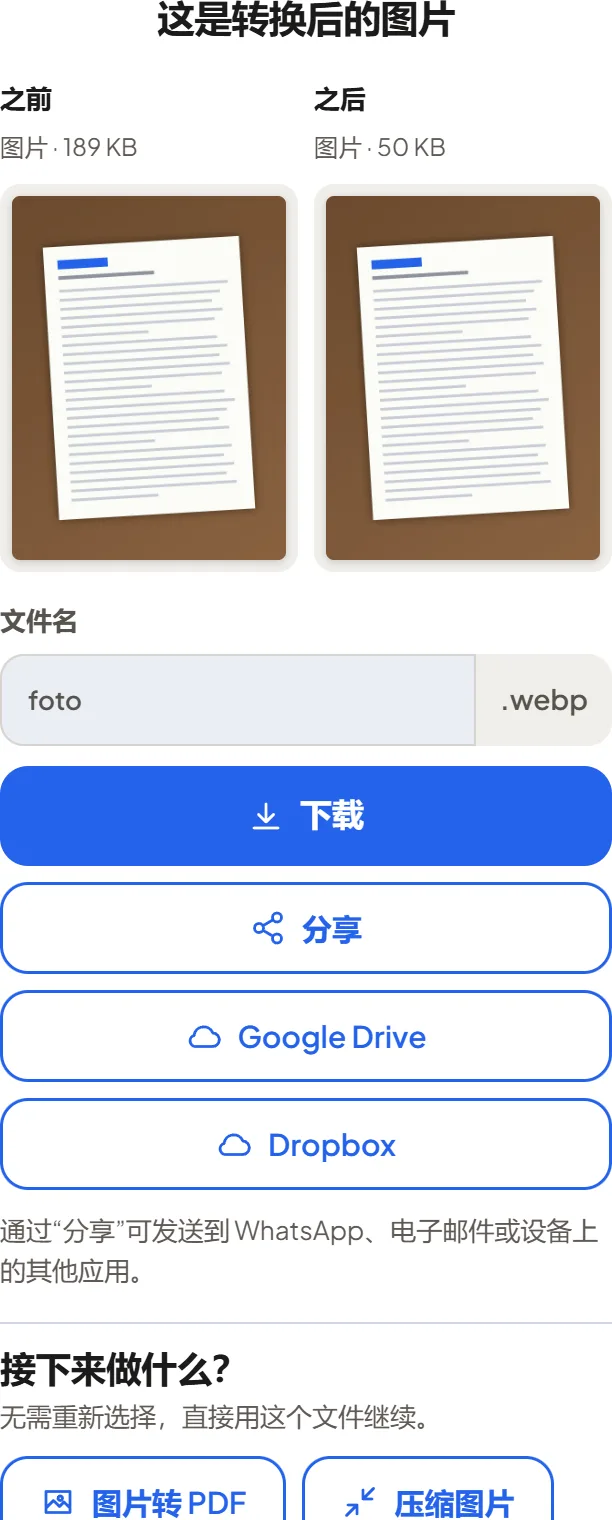 这是转换后的图片
之前
图片 · 189 KB
之后
图片 · 50 KB
文件名
foto
.webp
下载
分享
Google Drive
Dropbox
通过“分享”可发送到 WhatsApp、电子邮件或设备上
的其他应用。
接下来做什么？
无需重新选择，直接用这个文件继续。
图片转 PDF
压缩图片